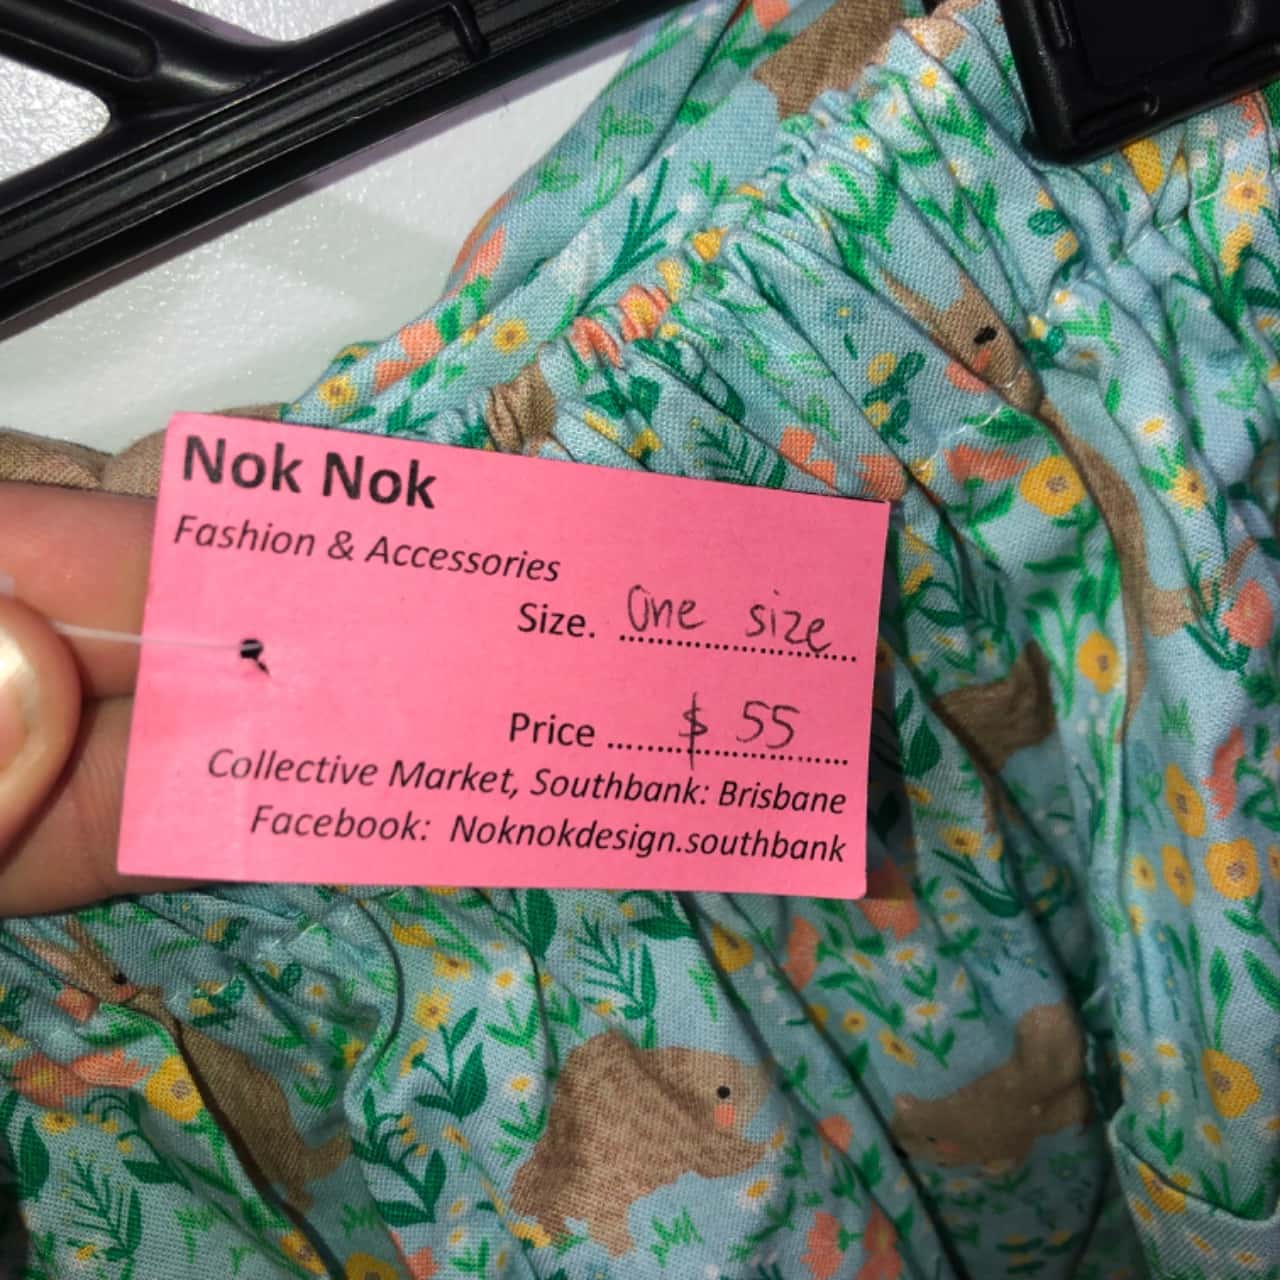 Nok Nok
Fashion & Accessories
Size. One size
Price ........ $ 55
Collective Market, Southbank: Brisbane
Facebook: Noknokdesign.southbank